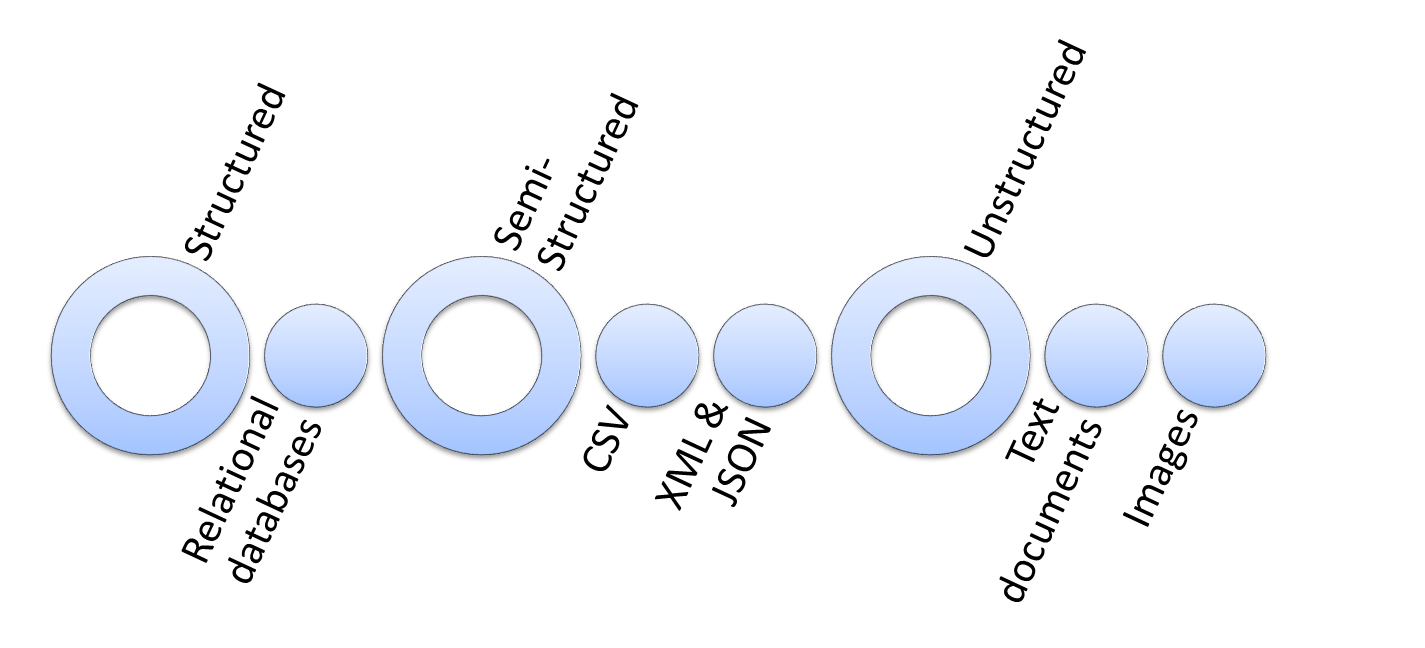 Structured
Relational
databases
Semi-
Structured
CSV
XML &
JSON
Unstructured
Text
documents
Images